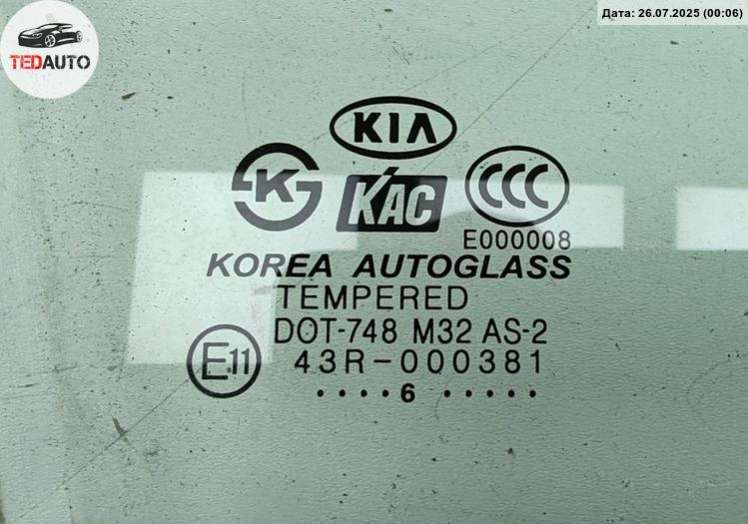 Дата: 26.07.2025 (00:06)
TEDAUTO
KIA
K
KAC
CCC
E000008
KOREA AUTOGLASS
TEMPERED
DOT-748 M32 AS-2
E11
43R-000381
····6·····